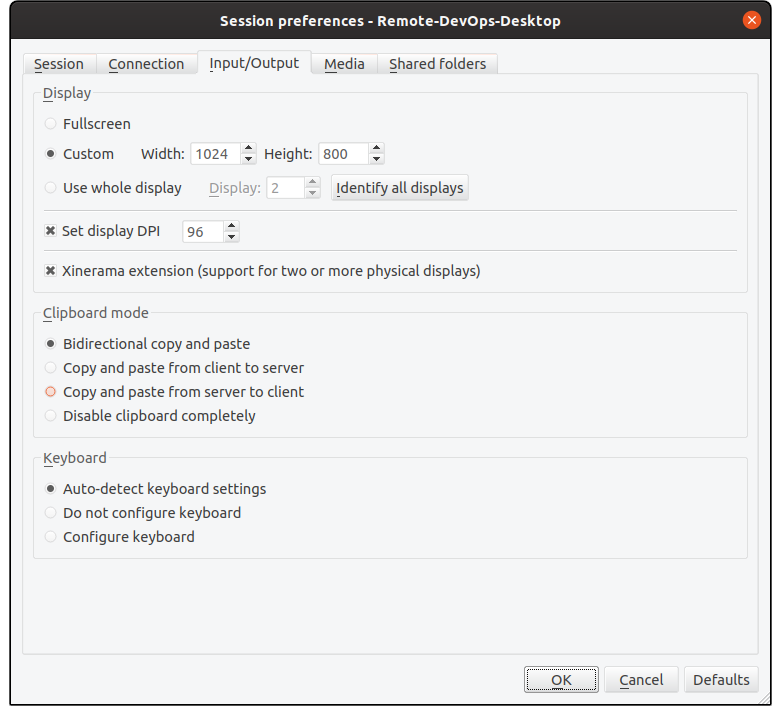 Session preferences - Remote-DevOps-Desktop
Session Connection Input/Output Media Shared folders
Display
Fullscreen
Custom Width: 1024 Height: 800
Use whole display Display: 2 Identify all displays
Set display DPI 96
Xinerama extension (support for two or more physical displays)
Clipboard mode
Bidirectional copy and paste
Copy and paste from client to server
Copy and paste from server to client
Disable clipboard completely
Keyboard
Auto-detect keyboard settings
Do not configure keyboard
Configure keyboard
OK Cancel Defaults